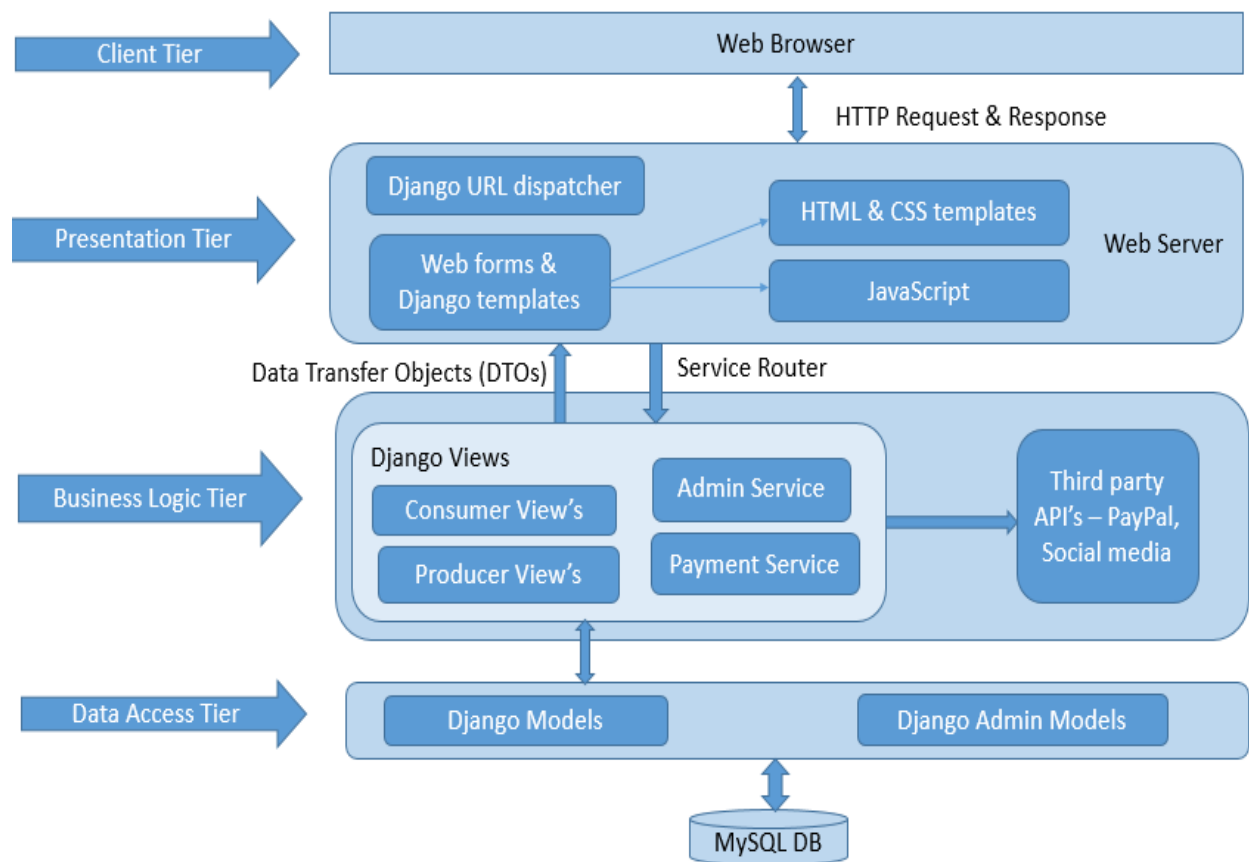 Client Tier
Web Browser
HTTP Request & Response
Presentation Tier
Django URL dispatcher
Web forms &
Django templates
HTML & CSS templates
JavaScript
Web Server
Data Transfer Objects (DTOs)
Service Router
Business Logic Tier
Django Views
Consumer View's
Producer View's
Admin Service
Payment Service
Third party
API's – PayPal,
Social media
Data Access Tier
Django Models
Django Admin Models
MySQL DB